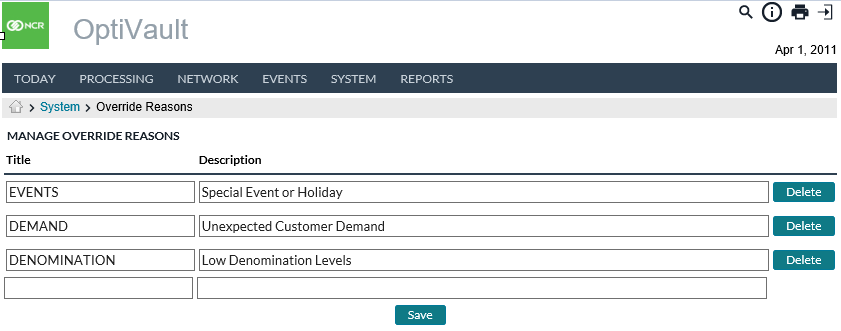 NCR
OptiVault
Apr 1, 2011
TODAY PROCESSING NETWORK EVENTS SYSTEM REPORTS
System > Override Reasons
MANAGE OVERRIDE REASONS
Title Description
EVENTS Special Event or Holiday Delete
DEMAND Unexpected Customer Demand Delete
DENOMINATION Low Denomination Levels Delete
Save